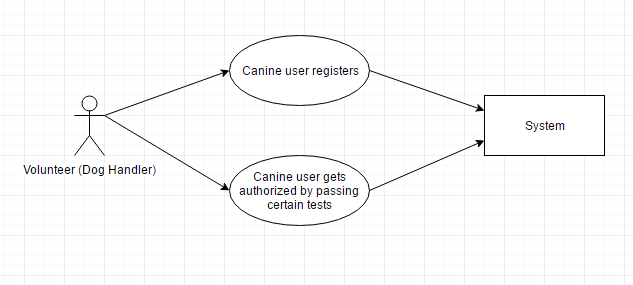 Canine user registers
System
Volunteer (Dog Handler)
Canine user gets
authorized by passing
certain tests